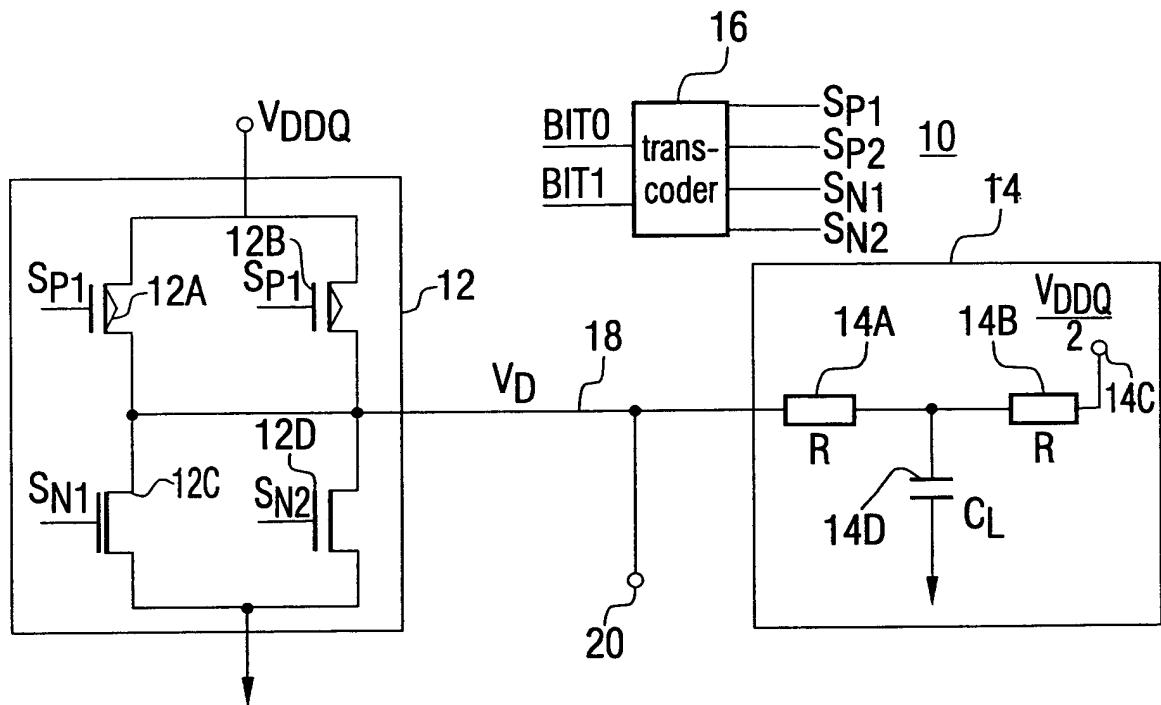 16
VDDQ
SP1
BIT0
trans-
SP2
10
BIT1
coder
SN1
14
SN2
12B
SP1
12A
SP1
12
14A
14B
VDDQ
2
18
VD
14C
12D
R
R
SN1
12C
SN2
14D
CL
20